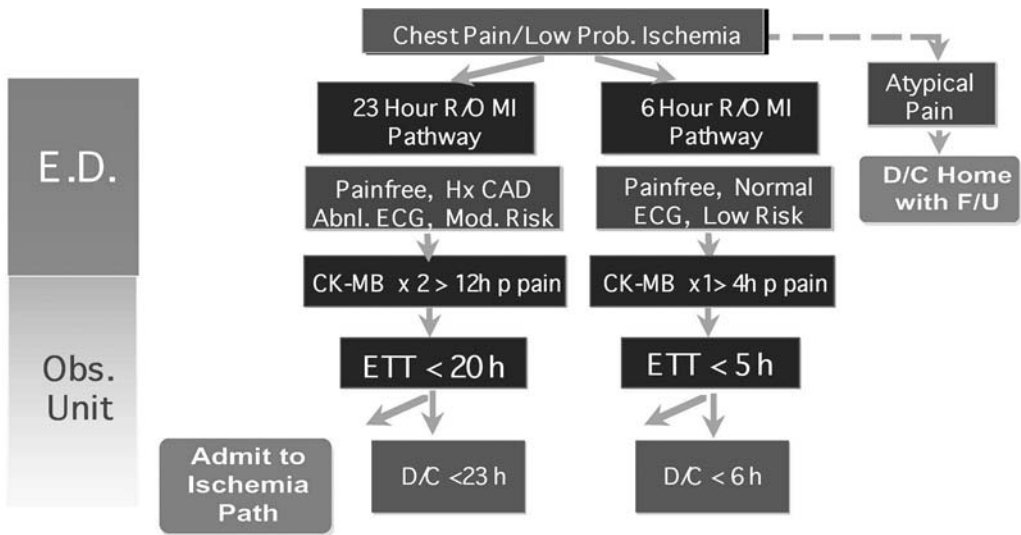 Chest Pain/Low Prob. Ischemia
E.D.
23 Hour R/O MI
Pathway
6 Hour R/O MI
Pathway
Atypical
Pain
Painfree, Hx CAD
Abnl. ECG, Mod. Risk
Painfree, Normal
ECG, Low Risk
D/C Home
with F/U
CK-MB x 2 > 12h p pain
CK-MB x1> 4h p pain
Obs.
Unit
ETT < 20 h
ETT < 5 h
Admit to
Ischemia
Path
D/C <23 h
D/C < 6 h